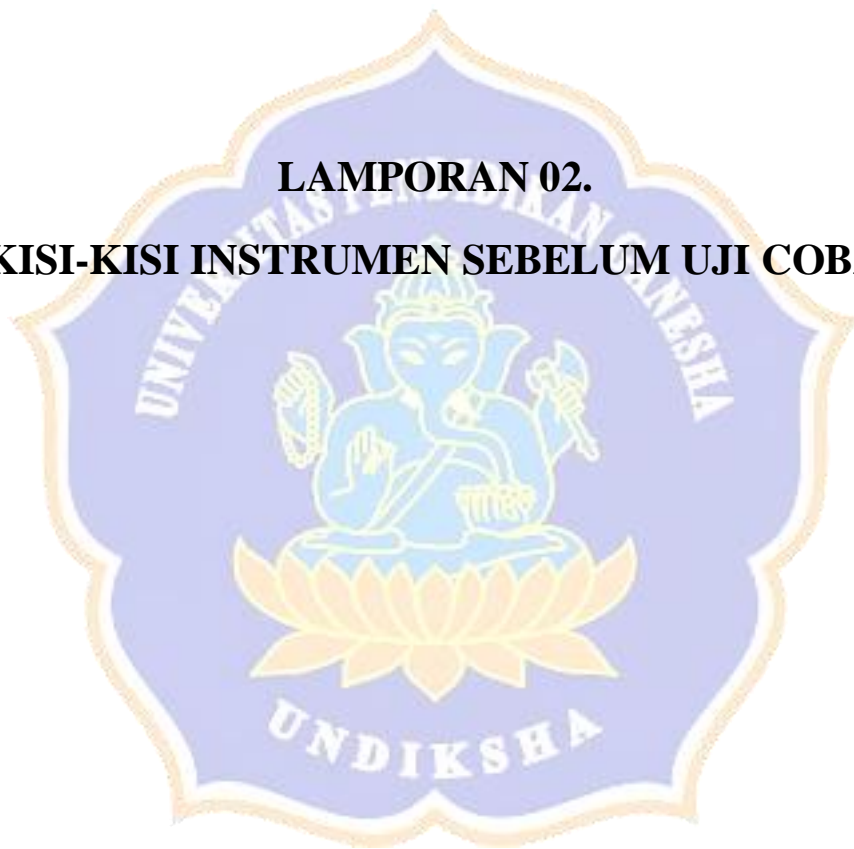 LAMPORAN 02.
KISI-KISI INSTRUMEN SEBELUM UJI COB
UNIVERSITAS PENDIDIKAN GANESHA
UNDIKSHA